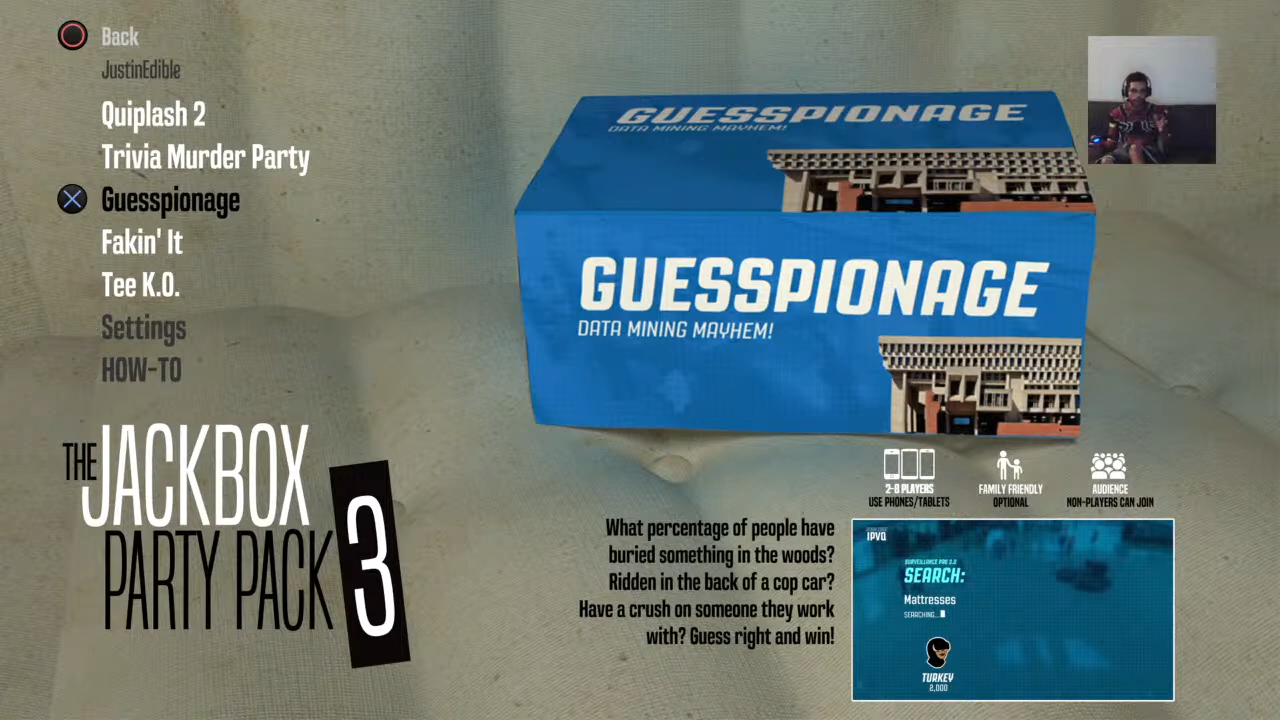 Back
JustinEdible
Quiplash 2
Trivia Murder Party
Guesspionage
Fakin' It
Tee K.O.
Settings
HOW-TO
THE JACKBOX
PARTY PACK 3
GUESSPIONAGE
DATA MINING MAYHEM!
GUESSPIONAGE
DATA MINING MAYHEM!
2-8 PLAYERS
USE PHONES/TABLETS
FAMILY FRIENDLY
OPTIONAL
AUDIENCE
NON-PLAYERS CAN JOIN
What percentage of people have
buried something in the woods?
Ridden in the back of a cop car?
Have a crush on someone they work
with? Guess right and win!
IPVQ
SURVEILLANCE PRO 2.0
SEARCH:
Mattresses
SEARCHING...
TURKEY
2,000